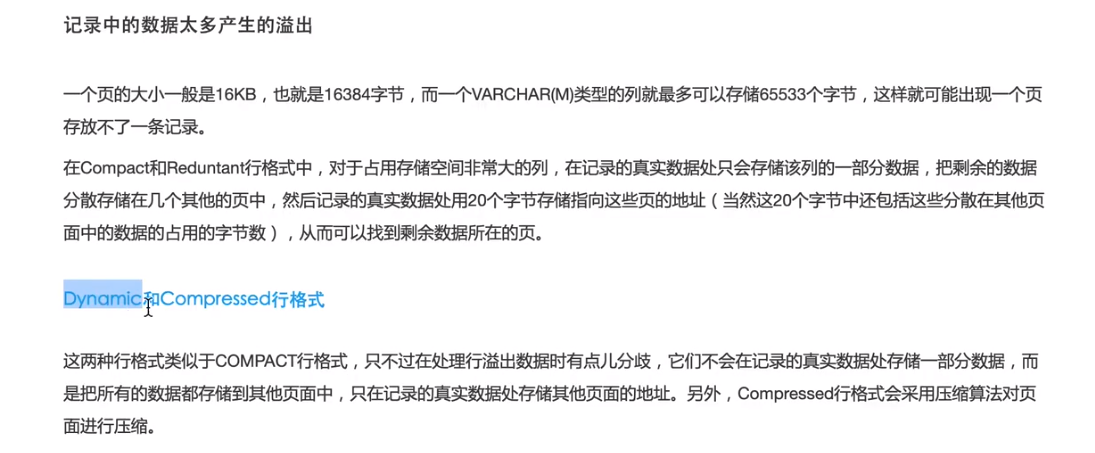 记录中的数据太多产生的溢出
一个页的大小一般是16KB，也就是16384字节，而一个VARCHAR(M)类型的列就最多可以存储65533个字节，这样就可能出现一个页
存放不了一条记录。
在Compact和Reduntant行格式中，对于占用存储空间非常大的列，在记录的真实数据处只会存储该列的一部分数据，把剩余的数据
分散存储在几个其他的页中，然后记录的真实数据处用20个字节存储指向这些页的地址（当然这20个字节中还包括这些分散在其他页
面中的数据的占用的字节数），从而可以找到剩余数据所在的页。
Dynamic和Compressed行格式
这两种行格式类似于COMPACT行格式，只不过在处理行溢出数据时有点儿分歧，它们不会在记录的真实数据处存储一部分数据，而
是把所有的数据都存储到其他页面中，只在记录的真实数据处存储其他页面的地址。另外，Compressed行格式会采用压缩算法对页
面进行压缩。